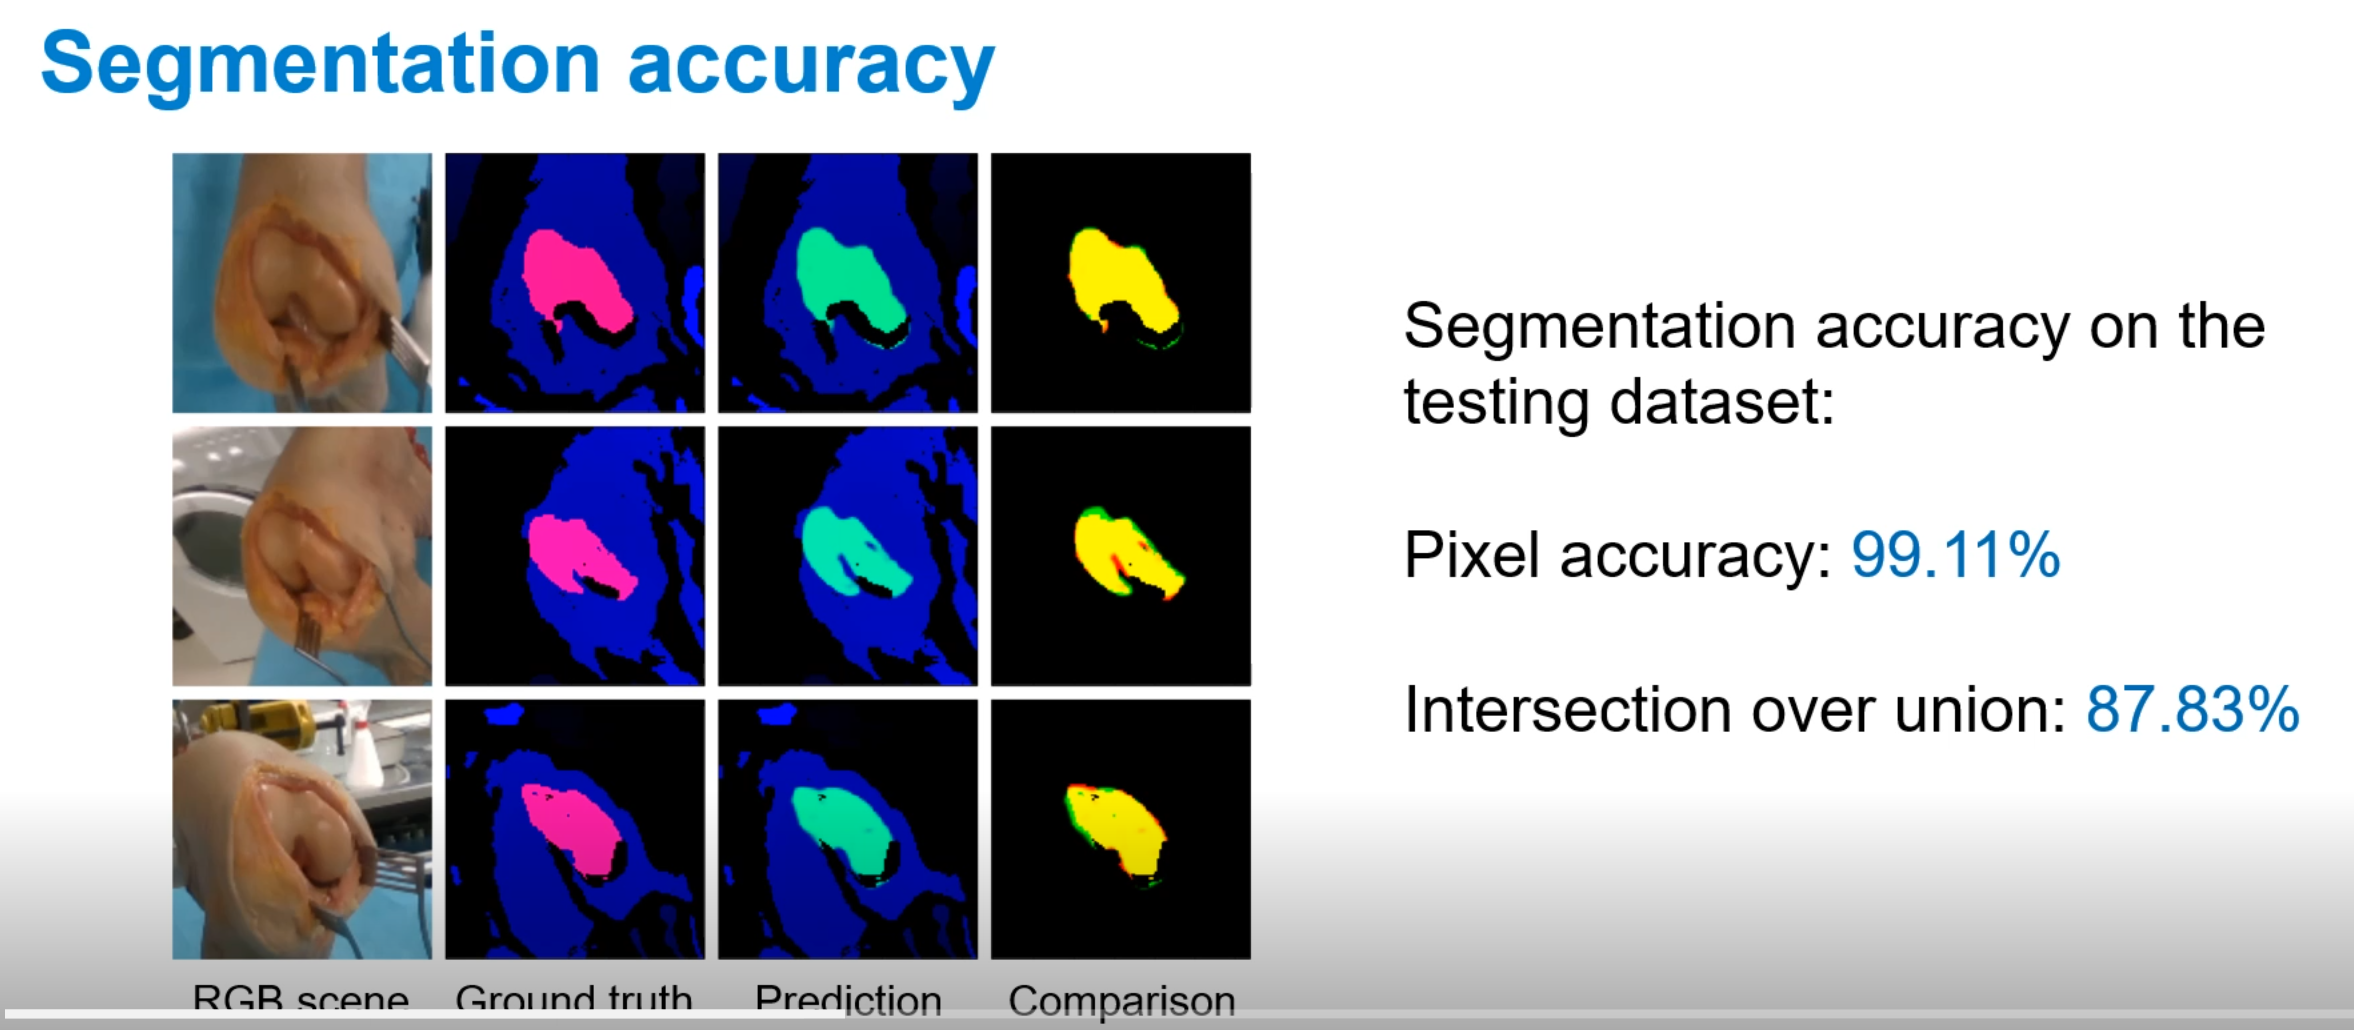 Segmentation accuracy
Segmentation accuracy on the
testing dataset:
Pixel accuracy: 99.11%
Intersection over union: 87.83%
RGB scene
Ground truth
Prediction
Comparison